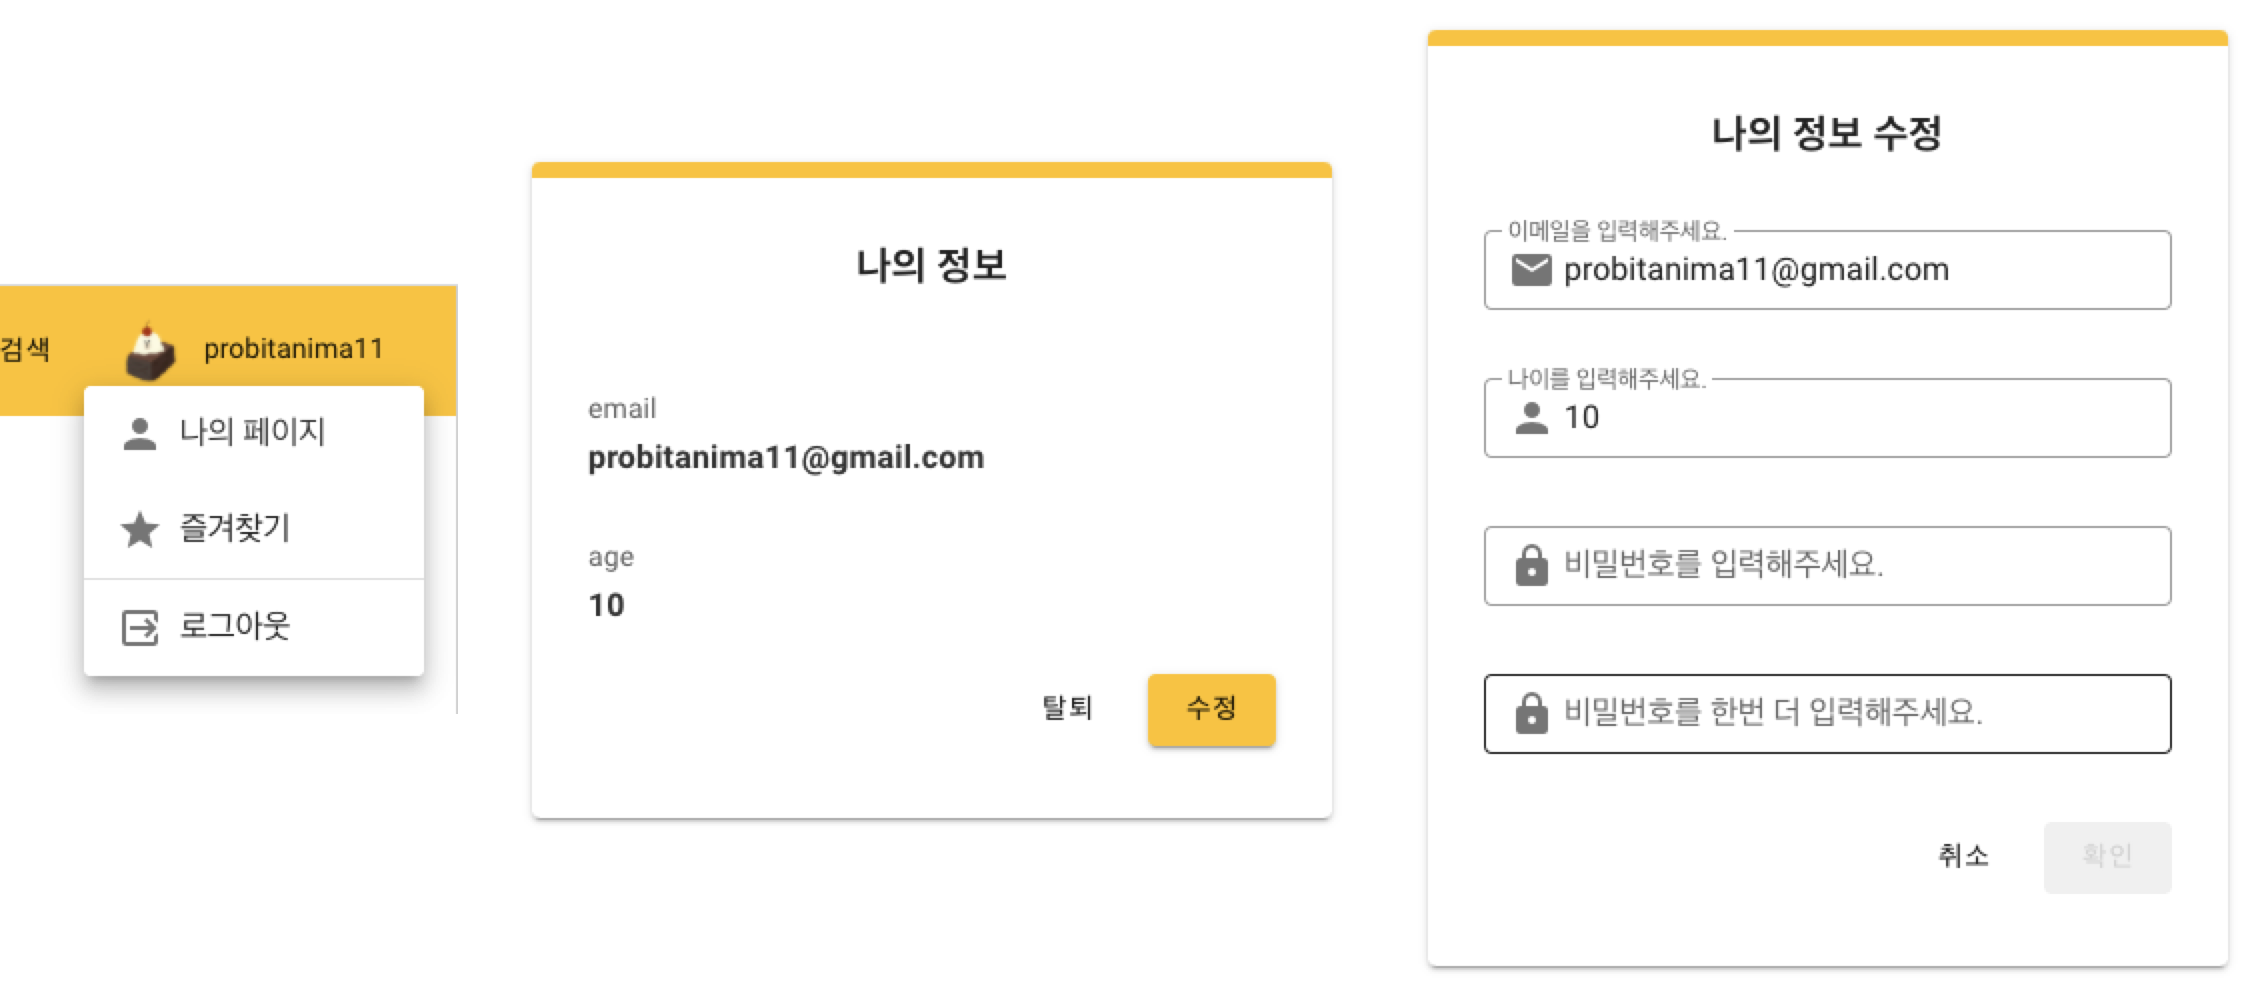 검색
probitanima11
나의 페이지
즐겨찾기
로그아웃
나의 정보
email
probitanima11@gmail.com
age
10
탈퇴
수정
나의 정보 수정
이메일을 입력해주세요.
probitanima11@gmail.com
나이를 입력해주세요.
10
비밀번호를 입력해주세요.
비밀번호를 한번 더 입력해주세요.
취소
확인